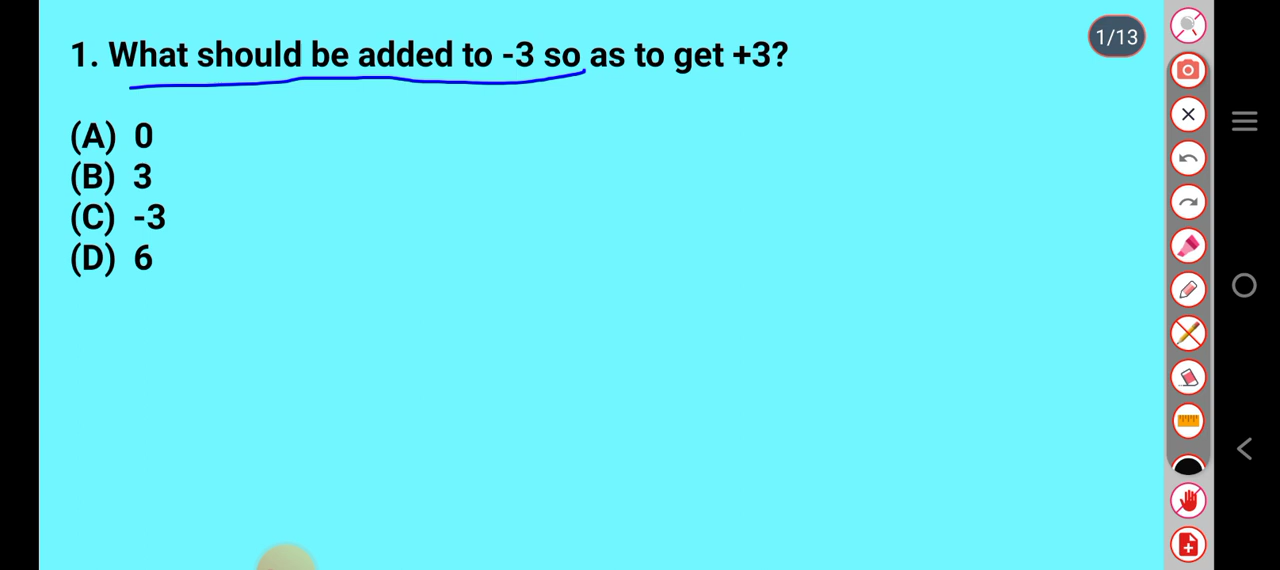 1. What should be added to -3 so as to get +3?
1/13
(A) 0
(B) 3
(C) -3
(D) 6